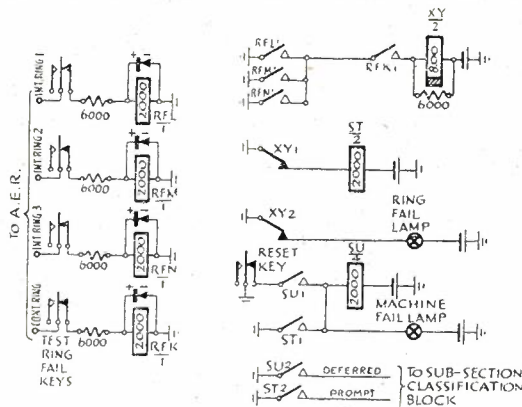 TO A.E.R.
INT. RING 1
6000
+ -
2000
RFL
1
INT. RING 2
6000
+ -
2000
RFM
1
INT. RING 3
6000
+ -
2000
RFN
1
CONT. RING
6000
+ -
2000
RFK
1
TEST
RING
FAIL
KEYS
RFL1
RFM1
RFN1
RFK1
XY
2
800
6000
XY1
ST
2
2000
XY2
RING
FAIL
LAMP
RESET
KEY
SU1
SU
2000
MACHINE
FAIL LAMP
ST1
SU2
DEFERRED
ST2
PROMPT
TO SUB-SECTION
CLASSIFICATION
BLOCK